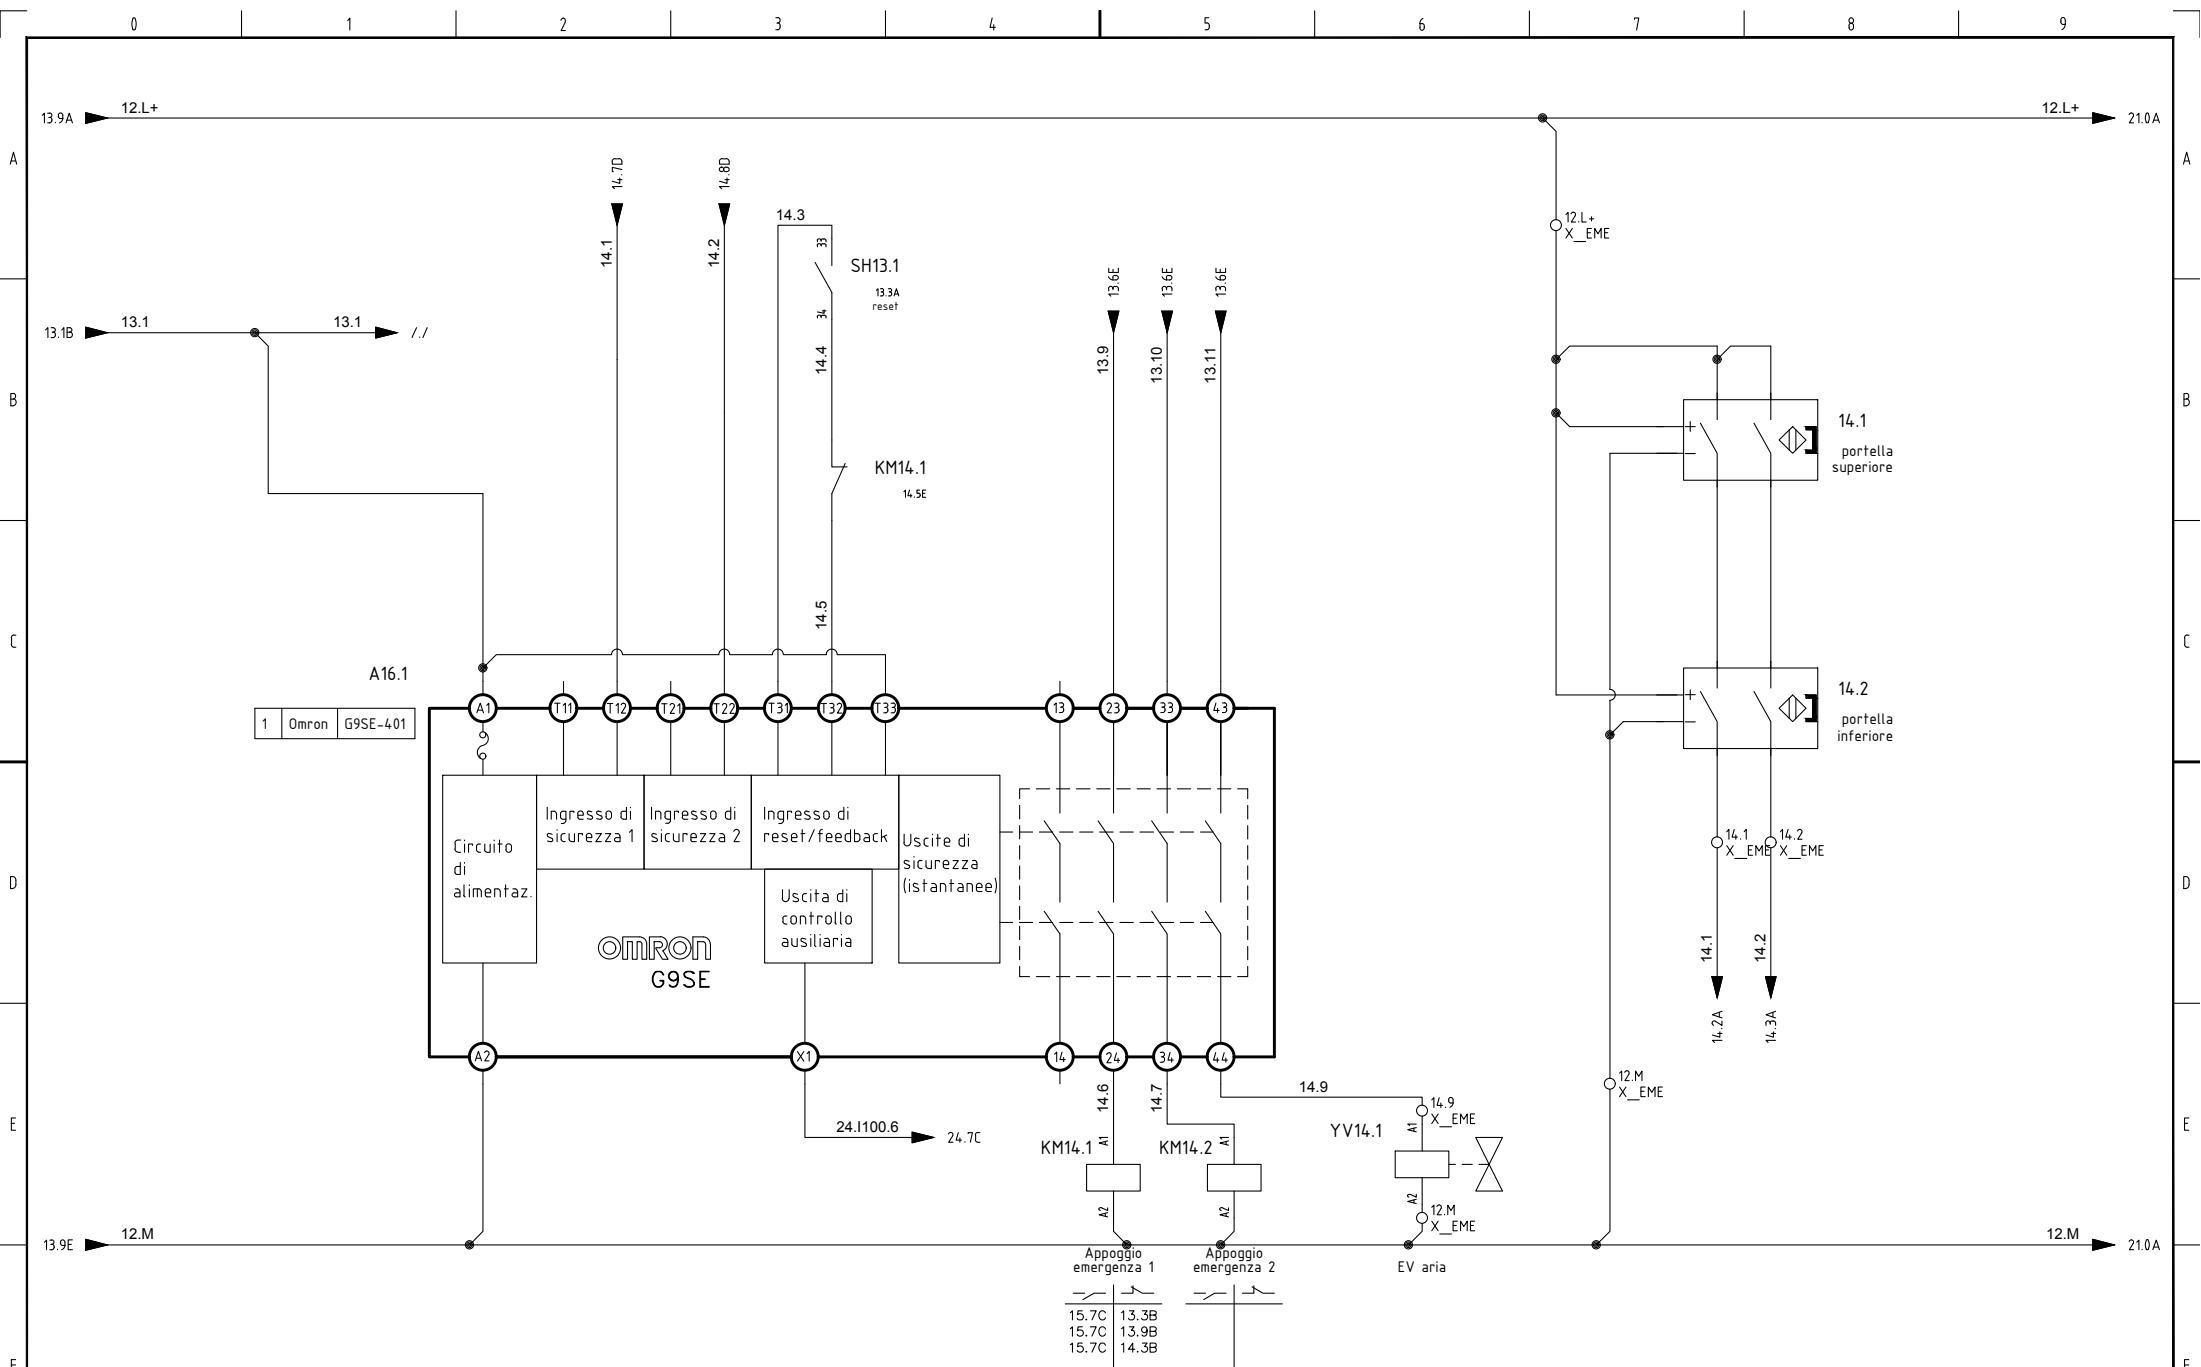 0 1 2 3 4 5 6 7 8 9
13.9A 12.L+ 12.L+ 21.0A
A A
14.7D 14.8D
14.3
14.1 14.2
33
SH13.1
13.3A
reset
34
12.L+
X_EME
13.6E 13.6E 13.6E
13.1B 13.1 13.1 /./
14.4
13.9 13.10 13.11
B B
+
-
14.1
portella
superiore
KM14.1
14.5E
14.5
C C
A16.1
1 Omron G9SE-401
A1 T11 T12 T21 T22 T31 T32 T33 13 23 33 43
+
-
14.2
portella
inferiore
Circuito
di
alimentaz.
Ingresso di
sicurezza 1
Ingresso di
sicurezza 2
Ingresso di
reset/feedback
Uscite di
sicurezza
(istantanee)
Uscita di
controllo
ausiliaria
OMRON
G9SE
14.1
X_EME
14.2
X_EME
D D
14.1 14.2
14.2A 14.3A
A2 X1 14 24 34 44
14.6 14.7 14.9
12.M
X_EME
14.9
X_EME
E E
24.I100.6 24.7C
KM14.1 A1 A2
KM14.2 A1 A2
YV14.1 A1 A2
12.M
X_EME
13.9E 12.M 12.M 21.0A
Appoggio
emergenza 1
Appoggio
emergenza 2
EV aria
15.7C 13.3B
15.7C 13.9B
15.7C 14.3B